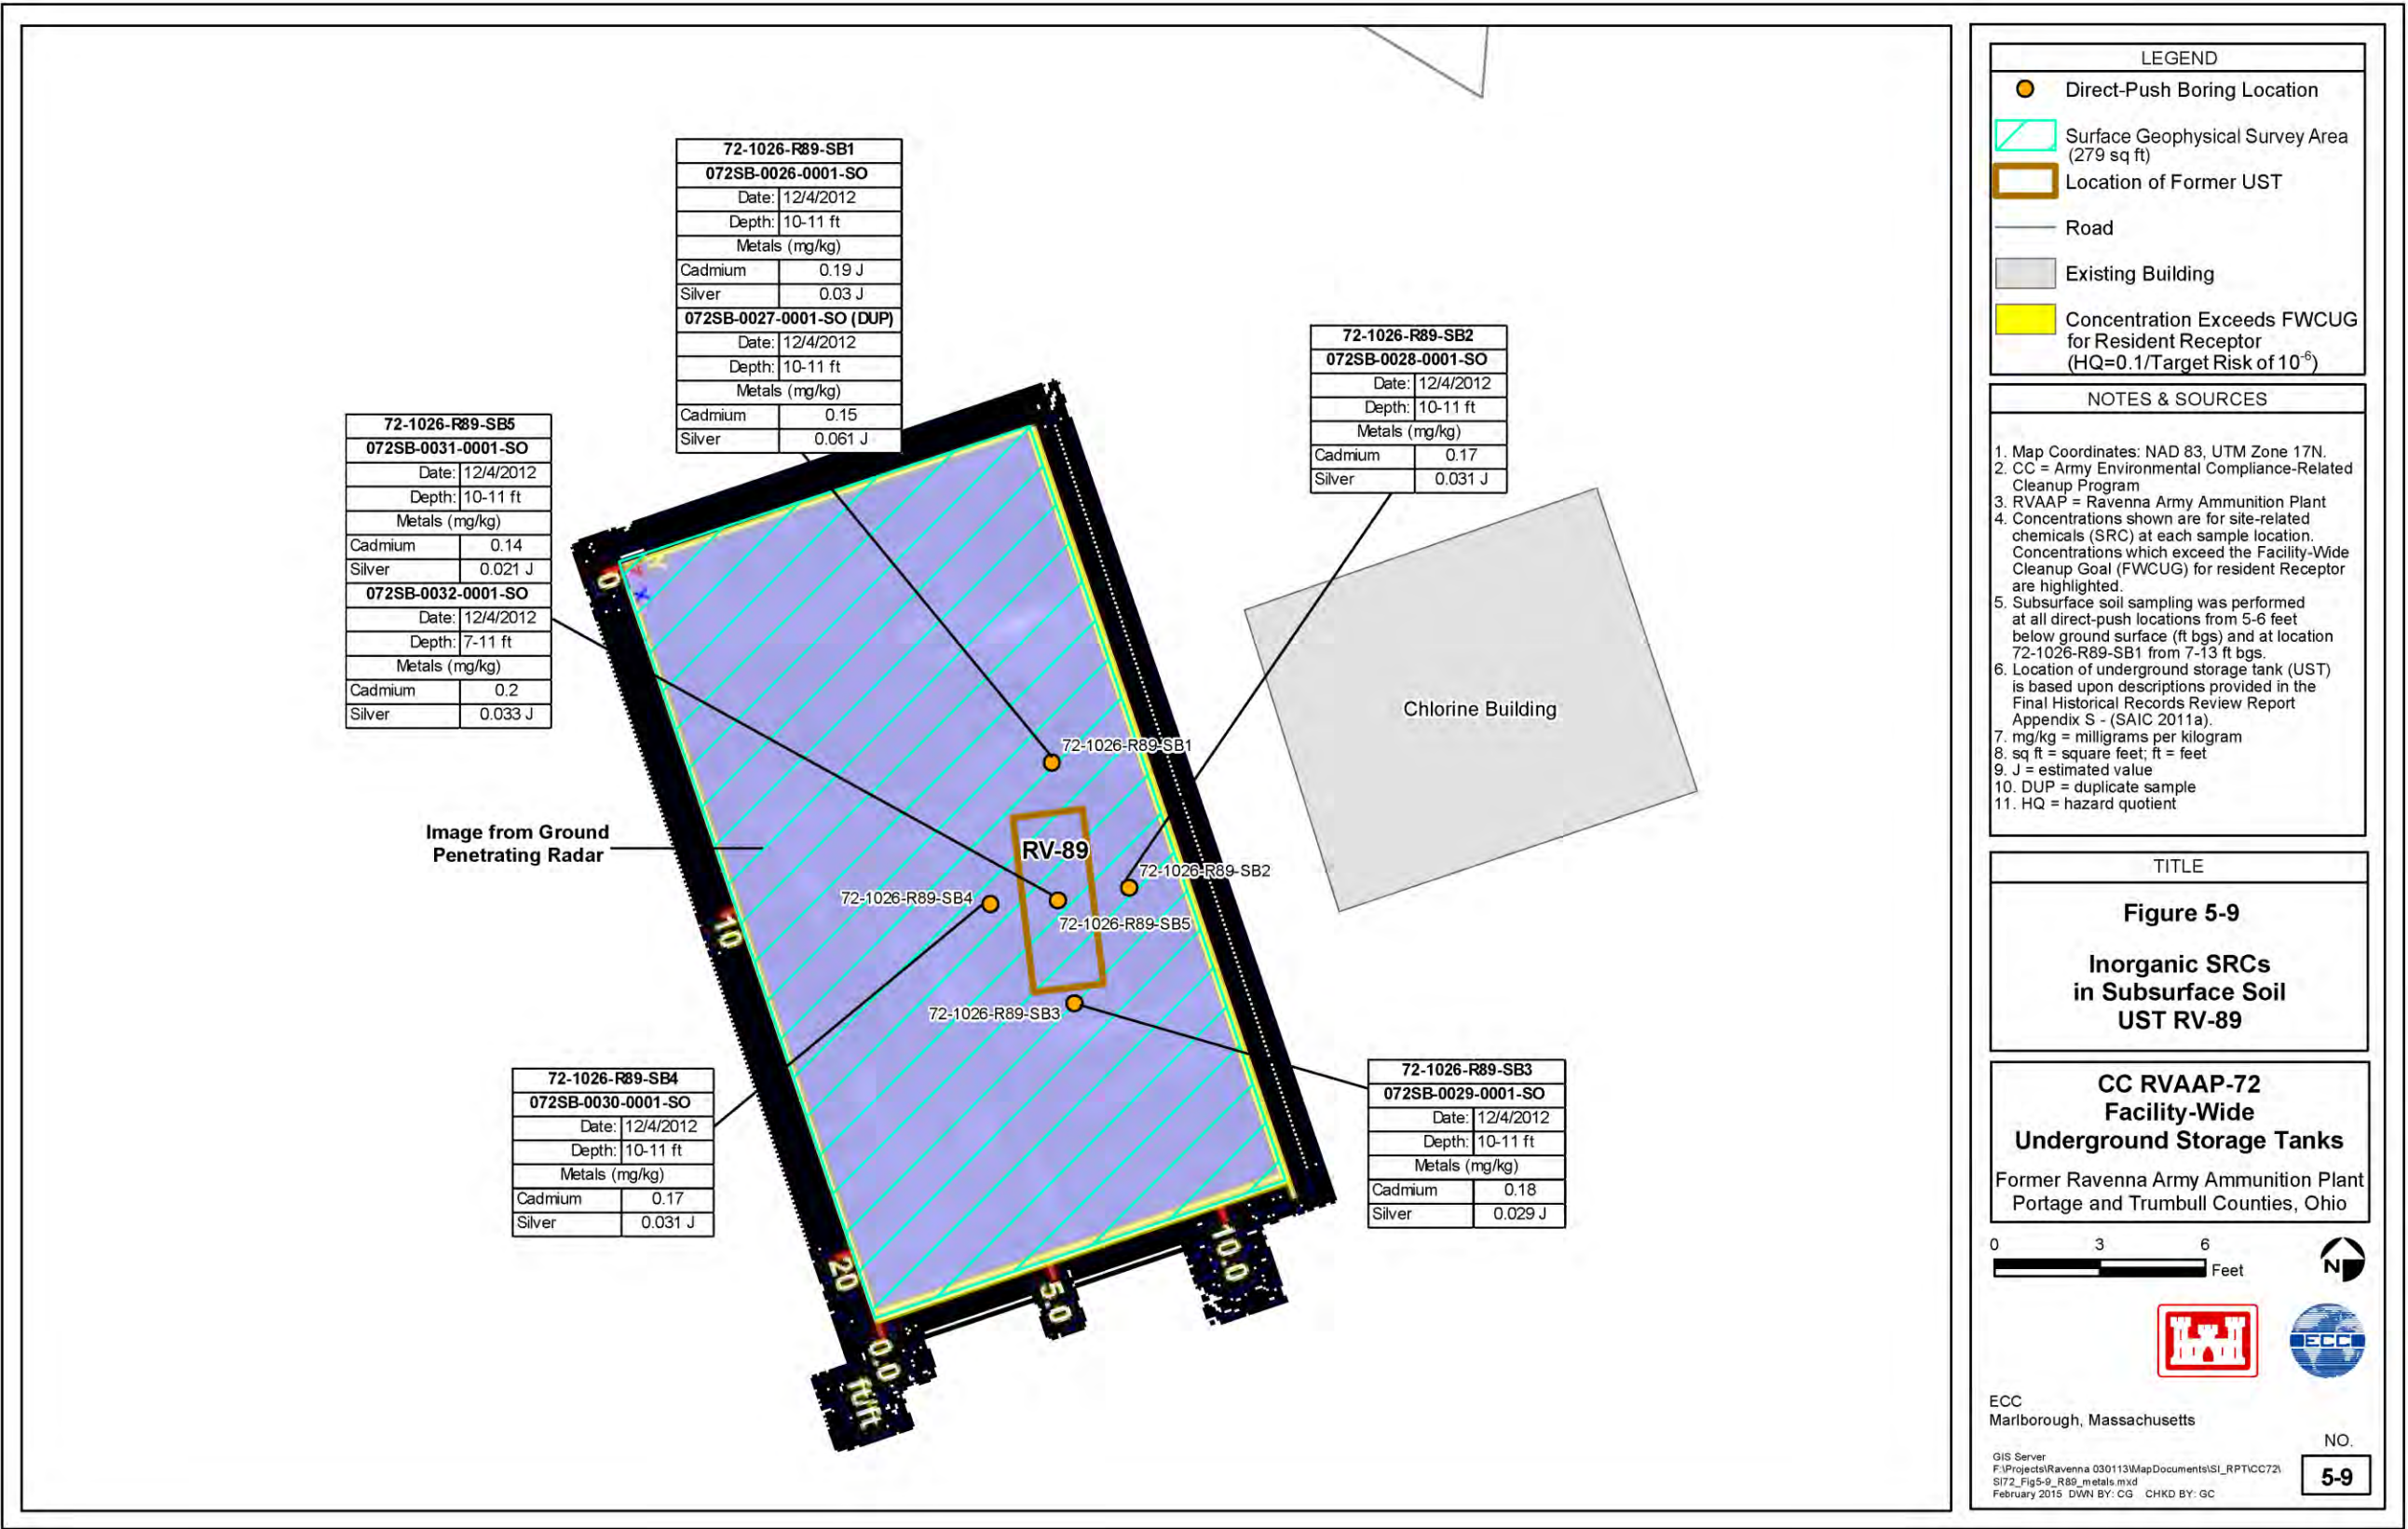 72-1026-R89-SB1
072SB-0026-0001-SO
Date: 12/4/2012
Depth: 10-11 ft
Metals (mg/kg)
Cadmium 0.19 J
Silver 0.03 J
072SB-0027-0001-SO (DUP)
Date: 12/4/2012
Depth: 10-11 ft
Metals (mg/kg)
Cadmium 0.15
Silver 0.061 J
72-1026-R89-SB2
072SB-0028-0001-SO
Date: 12/4/2012
Depth: 10-11 ft
Metals (mg/kg)
Cadmium 0.17
Silver 0.031 J
72-1026-R89-SB5
072SB-0031-0001-SO
Date: 12/4/2012
Depth: 10-11 ft
Metals (mg/kg)
Cadmium 0.14
Silver 0.021 J
072SB-0032-0001-SO
Date: 12/4/2012
Depth: 7-11 ft
Metals (mg/kg)
Cadmium 0.2
Silver 0.033 J
0
Chlorine Building
72-1026-R89-SB1
Image from Ground
Penetrating Radar
RV-89
72-1026-R89-SB2
72-1026-R89-SB4
72-1026-R89-SB5
10
72-1026-R89-SB3
72-1026-R89-SB4
072SB-0030-0001-SO
Date: 12/4/2012
Depth: 10-11 ft
Metals (mg/kg)
Cadmium 0.17
Silver 0.031 J
72-1026-R89-SB3
072SB-0029-0001-SO
Date: 12/4/2012
Depth: 10-11 ft
Metals (mg/kg)
Cadmium 0.18
Silver 0.029 J
20
10.0
5.0
0.0
ft/ft
LEGEND
Direct-Push Boring Location
Surface Geophysical Survey Area
(279 sq ft)
Location of Former UST
Road
Existing Building
Concentration Exceeds FWCUG
for Resident Receptor
(HQ=0.1/Target Risk of 10⁻⁶)
NOTES & SOURCES
1. Map Coordinates: NAD 83, UTM Zone 17N.
2. CC = Army Environmental Compliance-Related
Cleanup Program
3. RVAAP = Ravenna Army Ammunition Plant
4. Concentrations shown are for site-related
chemicals (SRC) at each sample location.
Concentrations which exceed the Facility-Wide
Cleanup Goal (FWCUG) for resident Receptor
are highlighted.
5. Subsurface soil sampling was performed
at all direct-push locations from 5-6 feet
below ground surface (ft bgs) and at location
72-1026-R89-SB1 from 7-13 ft bgs.
6. Location of underground storage tank (UST)
is based upon descriptions provided in the
Final Historical Records Review Report
Appendix S - (SAIC 2011a).
7. mg/kg = milligrams per kilogram
8. sq ft = square feet; ft = feet
9. J = estimated value
10. DUP = duplicate sample
11. HQ = hazard quotient
TITLE
Figure 5-9
Inorganic SRCs
in Subsurface Soil
UST RV-89
CC RVAAP-72
Facility-Wide
Underground Storage Tanks
Former Ravenna Army Ammunition Plant
Portage and Trumbull Counties, Ohio
0 3 6
Feet
N
ECC
ECC
Marlborough, Massachusetts
NO.
5-9
GIS Server
F:\Projects\Ravenna 030113\MapDocuments\SI_RPT\CC72\
SI72_Fig5-9_R89_metals.mxd
February 2015 DWN BY: CG CHKD BY: GC